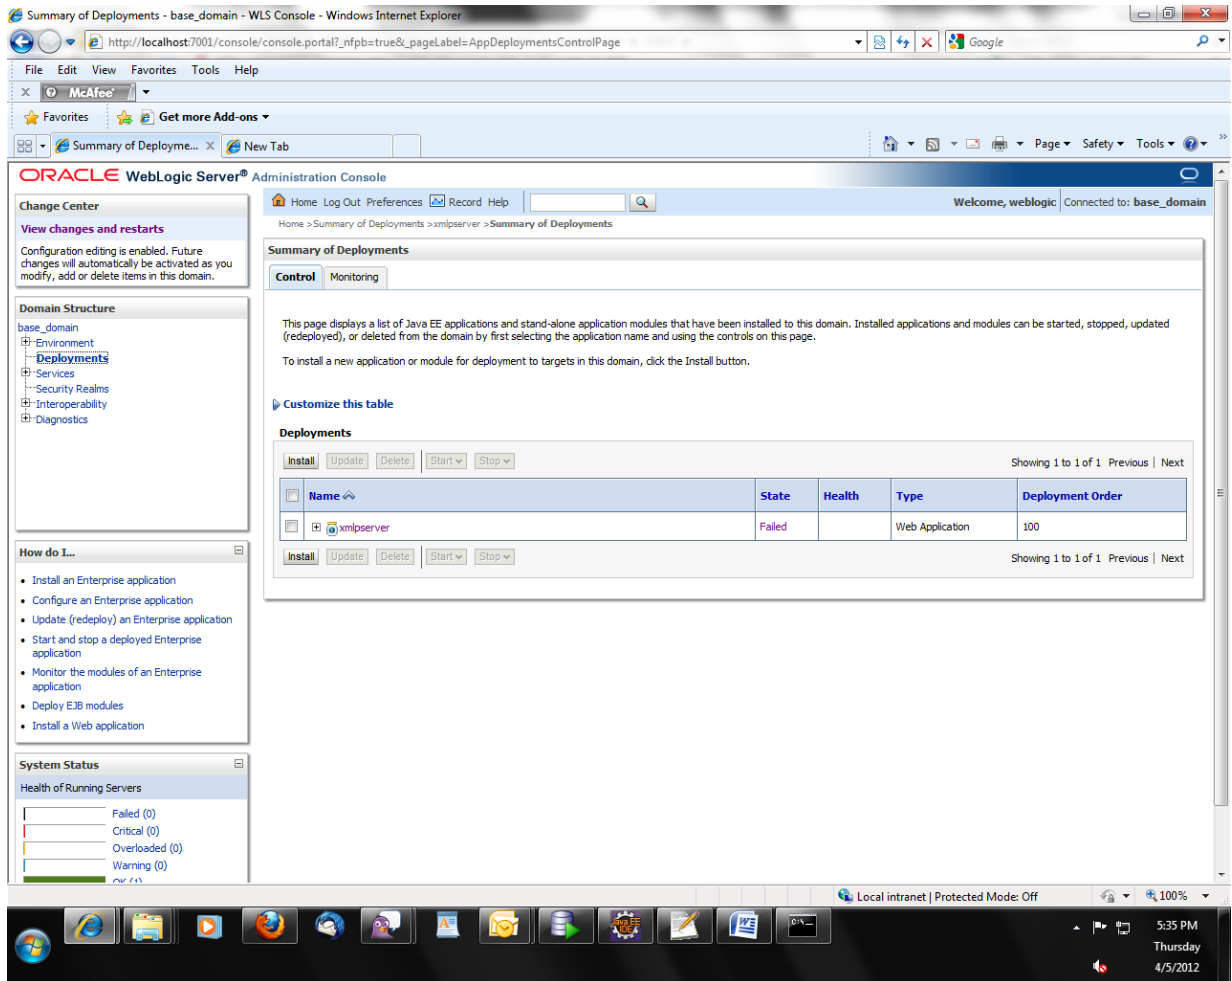 Summary of Deployments - base_domain - WLS Console - Windows Internet Explorer
http://localhost:7001/console/console.portal?_nfpb=true&_pageLabel=AppDeploymentsControlPage
Google
File Edit View Favorites Tools Help
x McAfee
Favorites Get more Add-ons
Summary of Deployme... X New Tab
Page Safety Tools
ORACLE WebLogic Server® Administration Console
Change Center
View changes and restarts
Configuration editing is enabled. Future
changes will automatically be activated as you
modify, add or delete items in this domain.
Domain Structure
base_domain
Environment
Deployments
Services
Security Realms
Interoperability
Diagnostics
How do I...
• Install an Enterprise application
• Configure an Enterprise application
• Update (redeploy) an Enterprise application
• Start and stop a deployed Enterprise
application
• Monitor the modules of an Enterprise
application
• Deploy EJB modules
• Install a Web application
System Status
Health of Running Servers
Failed (0)
Critical (0)
Overloaded (0)
Warning (0)
OK (1)
Home Log Out Preferences Record Help
Welcome, weblogic Connected to: base_domain
Home >Summary of Deployments >xmlpserver >Summary of Deployments
Summary of Deployments
Control Monitoring
This page displays a list of Java EE applications and stand-alone application modules that have been installed to this domain. Installed applications and modules can be started, stopped, updated
(redeployed), or deleted from the domain by first selecting the application name and using the controls on this page.
To install a new application or module for deployment to targets in this domain, click the Install button.
Customize this table
Deployments
Install Update Delete Start Stop
Showing 1 to 1 of 1 Previous | Next
Name State Health Type Deployment Order
xmlpserver Failed Web Application 100
Install Update Delete Start Stop
Showing 1 to 1 of 1 Previous | Next
Local intranet | Protected Mode: Off
100%
Java EE
IDE
C:\_
5:35 PM
Thursday
4/5/2012